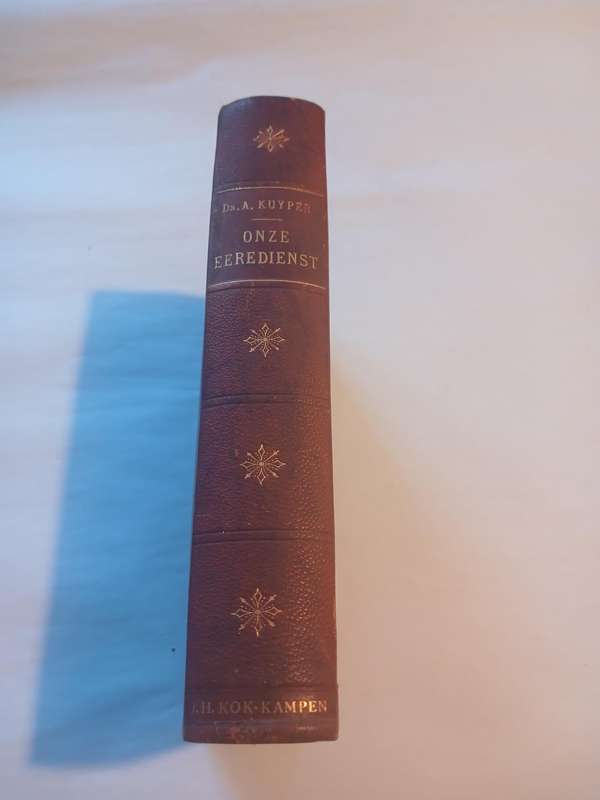 Dr. A. KUYPER
ONZE
EEREDIENST
J. H. KOK-KAMPEN